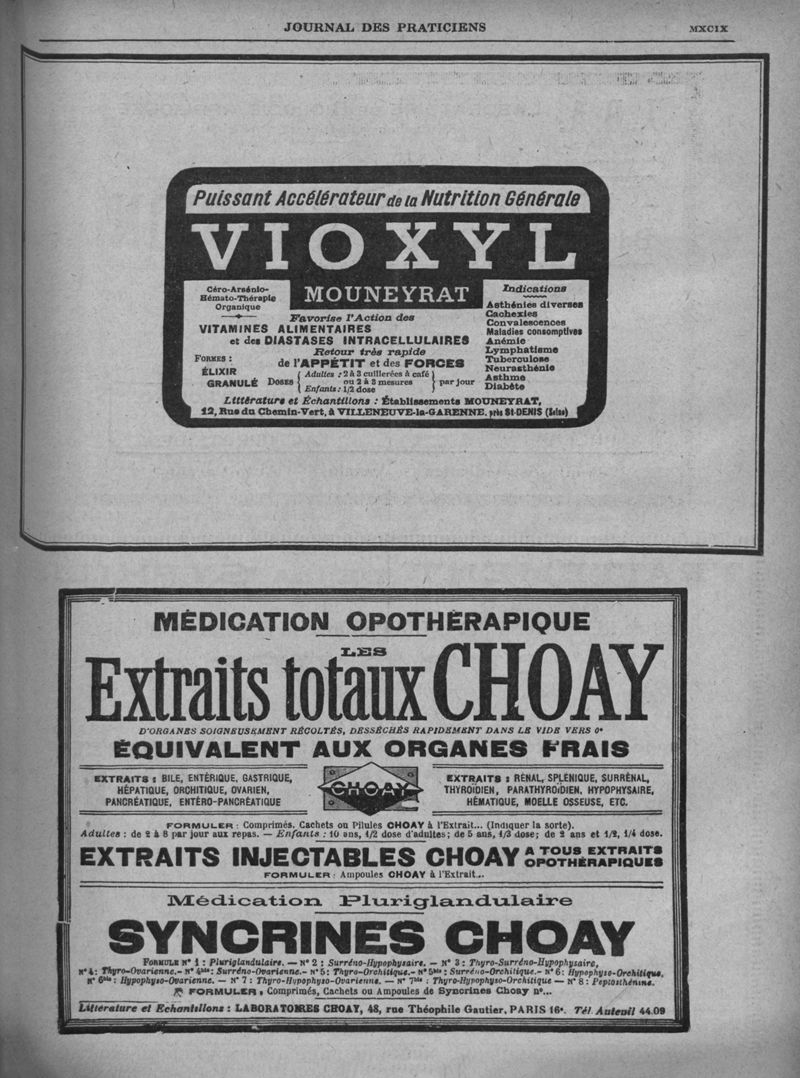 JOURNAL DES PRATICIENS
MXCIX
Puissant Accélérateur de la Nutrition Générale
VIOXYL
MOUNEYRAT
Céro-Arsénio-
Hémato-Thérapie
Organique
Favorise l'Action des
VITAMINES ALIMENTAIRES
et des DIASTASES INTRACELLULAIRES
Retour très rapide
de l'APPÉTIT et des FORCES
FORMES :
ÉLIXIR
GRANULÉ
DOSES
Adultes : 2 à 3 cuillerées à café
ou 2 à 3 mesures
Enfants : 1/2 dose
par jour
Indications
Asthénies diverses
Cachexies
Convalescences
Maladies consomptives
Anémie
Lymphatisme
Tuberculose
Neurasthénie
Asthme
Diabète
Littérature et Échantillons : Établissements MOUNEYRAT,
12, Rue du Chemin-Vert, à VILLENEUVE-la-GARENNE, près St-DENIS (Seine)
MÉDICATION OPOTHÉRAPIQUE
LES
Extraits totaux CHOAY
D'ORGANES SOIGNEUSEMENT RÉCOLTÉS, DESSÉCHÉS RAPIDEMENT DANS LE VIDE VERS 0°
ÉQUIVALENT AUX ORGANES FRAIS
EXTRAITS : BILE, ENTÉRIQUE, GASTRIQUE,
HÉPATIQUE, ORCHITIQUE, OVARIEN,
PANCRÉATIQUE, ENTÉRO-PANCRÉATIQUE
CHOAY
EXTRAITS : RÉNAL, SPLÉNIQUE, SURRÉNAL,
THYROÏDIEN, PARATHYROÏDIEN, HYPOPHYSAIRE,
HÉMATIQUE, MOELLE OSSEUSE, ETC.
FORMULER : Comprimés, Cachets ou Pilules CHOAY à l'Extrait... (Indiquer la sorte).
Adultes : de 2 à 8 par jour aux repas. — Enfants : 10 ans, 1/2 dose d'adultes; de 5 ans, 1/3 dose; de 2 ans et 1/2, 1/4 dose.
EXTRAITS INJECTABLES CHOAY A TOUS EXTRAITS
OPOTHÉRAPIQUES
FORMULER : Ampoules CHOAY à l'Extrait...
Médication Pluriglandulaire
SYNCRINES CHOAY
FORMULE N° 1 : Pluriglandulaire. — N° 2 : Surréno-Hypophysaire. — N° 3 : Thyro-Surréno-Hypophysaire,
N° 4 : Thyro-Ovarienne. - N° 4bis : Surréno-Ovarienne. - N° 5 : Thyro-Orchitique. - N° 5bis : Surréno-Orchitique. - N° 6 : Hypophyso-Orchitique,
N° 6bis : Hypophyso-Ovarienne. — N° 7 : Thyro-Hypophyso-Ovarienne. — N° 7bis : Thyro-Hypophyso-Orchitique — N° 8 : Peptosthénine.
FORMULER : Comprimés, Cachets ou Ampoules de Syncrines Choay n°...
Littérature et Echantillons : LABORATOIRES CHOAY, 48, rue Théophile Gautier, PARIS 16e. Tél. Auteuil 44.09